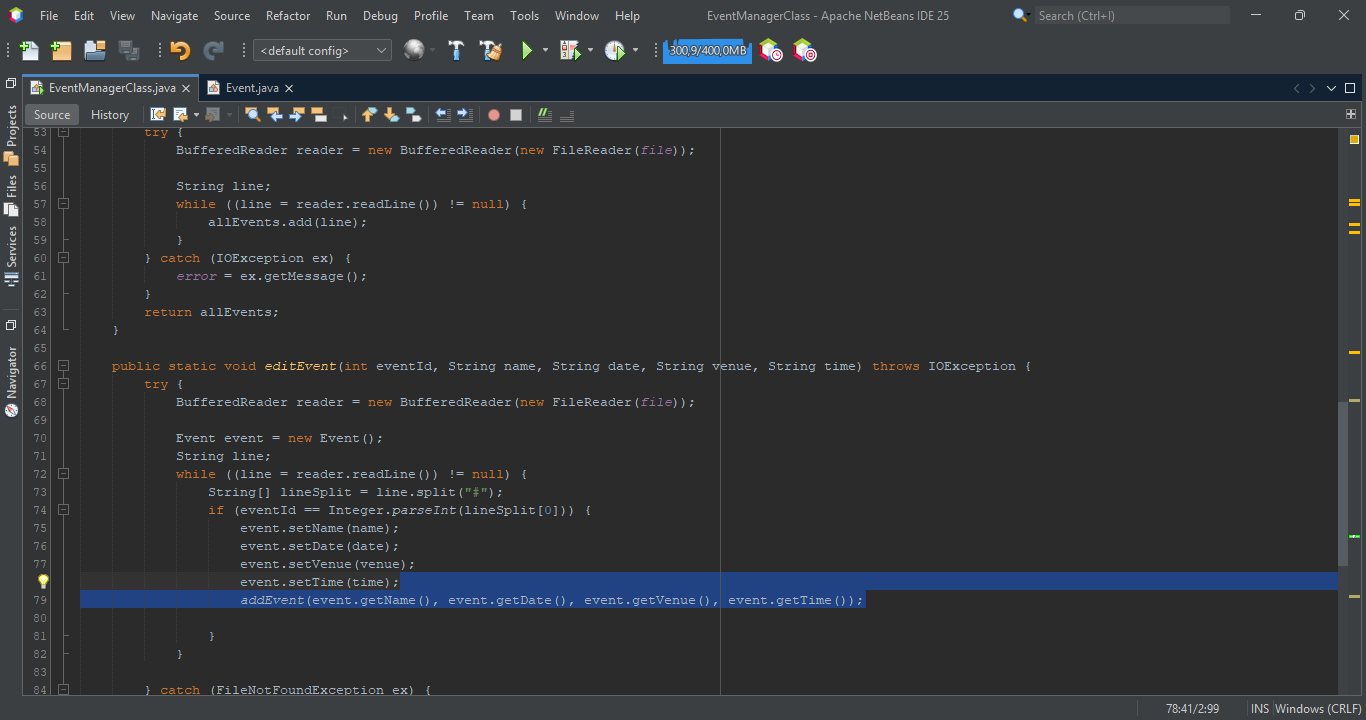 File Edit View Navigate Source Refactor Run Debug Profile Team Tools Window Help EventManagerClass - Apache NetBeans IDE 25 Search (Ctrl+I)
<default config> 300,9/400,0MB
EventManagerClass.java Event.java
Source History
Projects
Files
Services
Navigator
53 try {
54 BufferedReader reader = new BufferedReader(new FileReader(file));
55
56 String line;
57 while ((line = reader.readLine()) != null) {
58 allEvents.add(line);
59 }
60 } catch (IOException ex) {
61 error = ex.getMessage();
62 }
63 return allEvents;
64 }
65
66 public static void editEvent(int eventId, String name, String date, String venue, String time) throws IOException {
67 try {
68 BufferedReader reader = new BufferedReader(new FileReader(file));
69
70 Event event = new Event();
71 String line;
72 while ((line = reader.readLine()) != null) {
73 String[] lineSplit = line.split("#");
74 if (eventId == Integer.parseInt(lineSplit[0])) {
75 event.setName(name);
76 event.setDate(date);
77 event.setVenue(venue);
event.setTime(time);
79 addEvent(event.getName(), event.getDate(), event.getVenue(), event.getTime());
80
81 }
82 }
83
84 } catch (FileNotFoundException ex) {
78:41/2:99 INS Windows (CRLF)